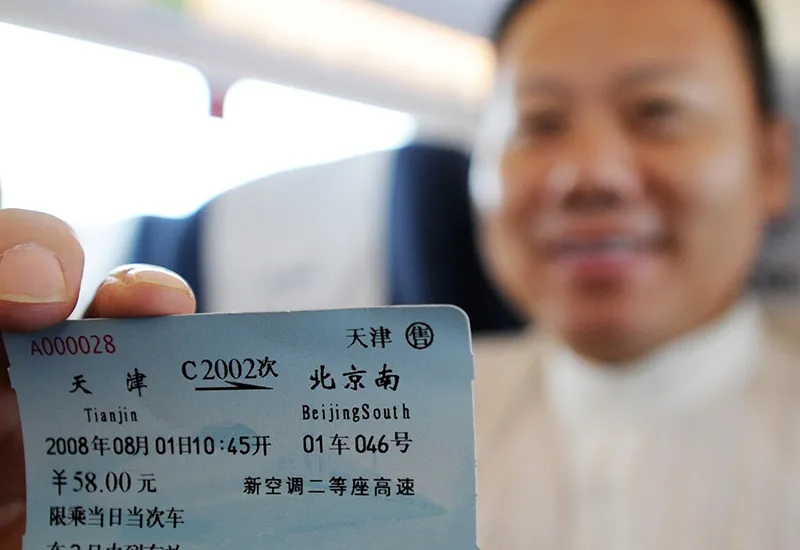 A000028 天津 售
天津 C2002次 北京南
Tianjin BeijingSouth
2008年08月01日10:45开 01车046号
¥58.00元 新空调二等座高速
限乘当日当次车